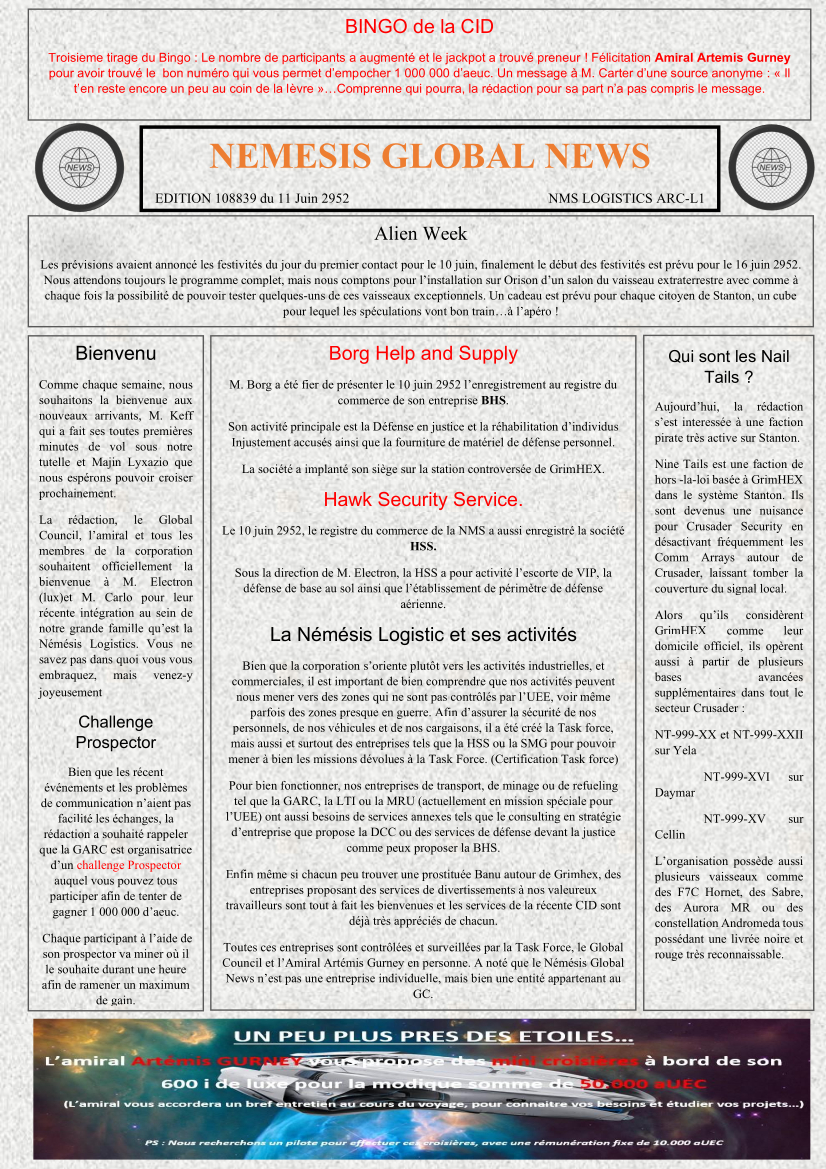 BINGO de la CID
Troisieme tirage du Bingo : Le nombre de participants a augmenté et le jackpot a trouvé preneur ! Félicitation Amiral Artemis Gurney
pour avoir trouvé le bon numéro qui vous permet d'empocher 1 000 000 d'aeuc. Un message à M. Carter d'une source anonyme : « Il
t'en reste encore un peu au coin de la lèvre »…Comprenne qui pourra, la rédaction pour sa part n'a pas compris le message.
NEWS
NEMESIS GLOBAL NEWS
EDITION 108839 du 11 Juin 2952 NMS LOGISTICS ARC-L1
NEWS
Alien Week
Les prévisions avaient annoncé les festivités du jour du premier contact pour le 10 juin, finalement le début des festivités est prévu pour le 16 juin 2952.
Nous attendons toujours le programme complet, mais nous comptons pour l'installation sur Orison d'un salon du vaisseau extraterrestre avec comme à
chaque fois la possibilité de pouvoir tester quelques-uns de ces vaisseaux exceptionnels. Un cadeau est prévu pour chaque citoyen de Stanton, un cube
pour lequel les spéculations vont bon train…à l'apéro !
Bienvenu
Comme chaque semaine, nous
souhaitons la bienvenue aux
nouveaux arrivants, M. Keff
qui a fait ses toutes premières
minutes de vol sous notre
tutelle et Majin Lyxazio que
nous espérons pouvoir croiser
prochainement.
La rédaction, le Global
Council, l'amiral et tous les
membres de la corporation
souhaitent officiellement la
bienvenue à M. Electron
(lux)et M. Carlo pour leur
récente intégration au sein de
notre grande famille qu'est la
Némésis Logistics. Vous ne
savez pas dans quoi vous vous
embraquez, mais venez-y
joyeusement
Challenge
Prospector
Bien que les récent
événements et les problèmes
de communication n'aient pas
facilité les échanges, la
rédaction a souhaité rappeler
que la GARC est organisatrice
d'un challenge Prospector
auquel vous pouvez tous
participer afin de tenter de
gagner 1 000 000 d'aeuc.
Chaque participant à l'aide de
son prospector va miner où il
le souhaite durant une heure
afin de ramener un maximum
de gain.
Borg Help and Supply
M. Borg a été fier de présenter le 10 juin 2952 l'enregistrement au registre du
commerce de son entreprise BHS.
Son activité principale est la Défense en justice et la réhabilitation d'individus
Injustement accusés ainsi que la fourniture de matériel de défense personnel.
La société a implanté son siège sur la station controversée de GrimHEX.
Hawk Security Service.
Le 10 juin 2952, le registre du commerce de la NMS a aussi enregistré la société
HSS.
Sous la direction de M. Electron, la HSS a pour activité l'escorte de VIP, la
défense de base au sol ainsi que l'établissement de périmètre de défense
aérienne.
La Némésis Logistic et ses activités
Bien que la corporation s'oriente plutôt vers les activités industrielles, et
commerciales, il est important de bien comprendre que nos activités peuvent
nous mener vers des zones qui ne sont pas contrôlés par l'UEE, voir même
parfois des zones presque en guerre. Afin d'assurer la sécurité de nos
personnels, de nos véhicules et de nos cargaisons, il a été créé la Task force,
mais aussi et surtout des entreprises tels que la HSS ou la SMG pour pouvoir
mener à bien les missions dévolues à la Task Force. (Certification Task force)
Pour bien fonctionner, nos entreprises de transport, de minage ou de refueling
tel que la GARC, la LTI ou la MRU (actuellement en mission spéciale pour
l'UEE) ont aussi besoins de services annexes tels que le consulting en stratégie
d'entreprise que propose la DCC ou des services de défense devant la justice
comme peux proposer la BHS.
Enfin même si chacun peu trouver une prostituée Banu autour de Grimhex, des
entreprises proposant des services de divertissements à nos valeureux
travailleurs sont tout à fait les bienvenues et les services de la récente CID sont
déjà très appréciés de chacun.
Toutes ces entreprises sont contrôlées et surveillées par la Task Force, le Global
Council et l'Amiral Artémis Gurney en personne. A noté que le Némésis Global
News n'est pas une entreprise individuelle, mais bien une entité appartenant au
GC.
Qui sont les Nail
Tails ?
Aujourd'hui, la rédaction
s'est interessée à une faction
pirate très active sur Stanton.
Nine Tails est une faction de
hors -la-loi basée à GrimHEX
dans le système Stanton. Ils
sont devenus une nuisance
pour Crusader Security en
désactivant fréquemment les
Comm Arrays autour de
Crusader, laissant tomber la
couverture du signal local.
Alors qu'ils considèrent
GrimHEX comme leur
domicile officiel, ils opèrent
aussi à partir de plusieurs
bases avancées
supplémentaires dans tout le
secteur Crusader :
NT-999-XX et NT-999-XXII
sur Yela
NT-999-XVI sur
Daymar
NT-999-XV sur
Cellin
L'organisation possède aussi
plusieurs vaisseaux comme
des F7C Hornet, des Sabre,
des Aurora MR ou des
constellation Andromeda tous
possédant une livrée noire et
rouge très reconnaissable.
UN PEU PLUS PRES DES ETOILES…
L'amiral Artémis GURNEY vous propose des mini croisières à bord de son
600 i de luxe pour la modique somme de 50.000 aUEC
(L'amiral vous accordera un bref entretien au cours du voyage, pour connaitre vos besoins et étudier vos projets…)
PS : Nous recherchons un pilote pour effectuer ces croisières, avec une rémunération fixe de 10.000 aUEC